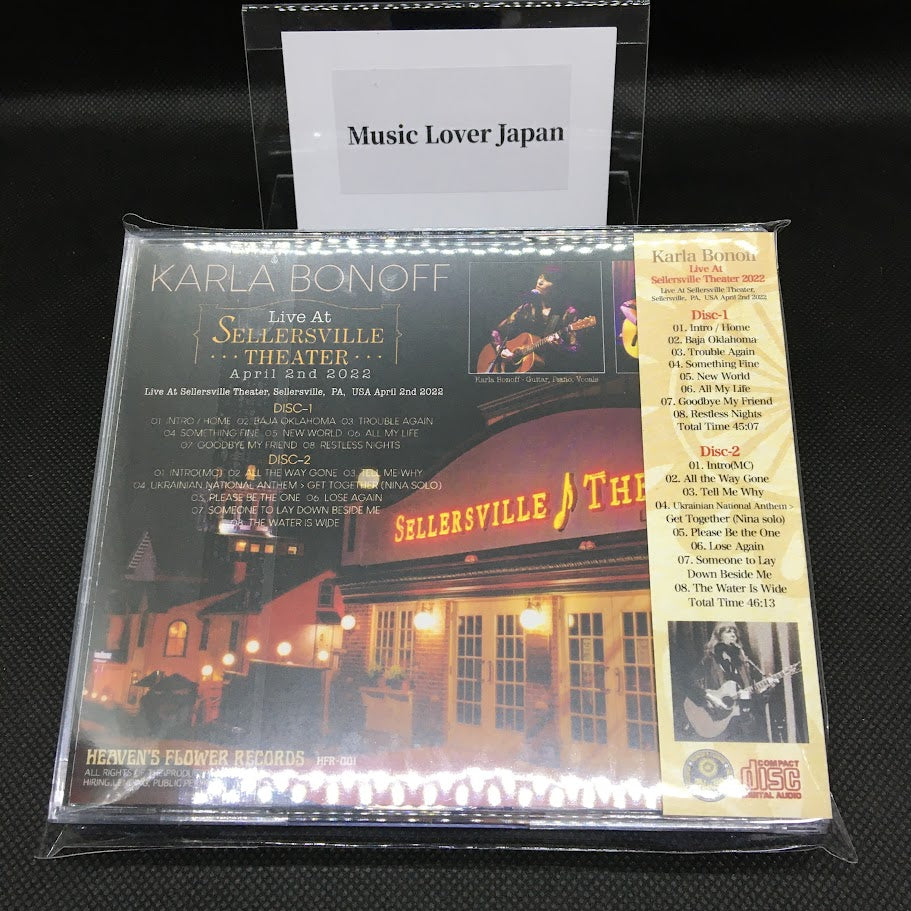 Music Lover Japan
KARLA BONOFF
Live At
SELLERSVILLE
THEATER
April 2nd 2022
Live At Sellersville Theater, Sellersville, PA, USA April 2nd 2022
DISC-1
01. INTRO / HOME 02. BAJA OKLAHOMA 03. TROUBLE AGAIN
04. SOMETHING FINE 05. NEW WORLD 06. ALL MY LIFE
07. GOODBYE MY FRIEND 08. RESTLESS NIGHTS
DISC-2
01. INTRO(MC) 02. ALL THE WAY GONE 03. TELL ME WHY
04. UKRAINIAN NATIONAL ANTHEM > GET TOGETHER (NINA SOLO)
05. PLEASE BE THE ONE 06. LOSE AGAIN
07. SOMEONE TO LAY DOWN BESIDE ME
08. THE WATER IS WIDE
Karla Bonoff - Guitar, Piano, Vocals
SELLERSVILLE THE
HEAVEN'S FLOWER RECORDS HFR-001
ALL RIGHTS OF THE
HIRING, LENDING, PUBLIC
Karla Bonoff
Live At
Sellersville Theater 2022
Live At Sellersville Theater,
Sellersville, PA, USA April 2nd 2022
Disc-1
01. Intro / Home
02. Baja Oklahoma
03. Trouble Again
04. Something Fine
05. New World
06. All My Life
07. Goodbye My Friend
08. Restless Nights
Total Time 45:07
Disc-2
01. Intro(MC)
02. All the Way Gone
03. Tell Me Why
04. Ukrainian National Anthem >
Get Together (Nina solo)
05. Please Be the One
06. Lose Again
07. Someone to Lay
Down Beside Me
08. The Water Is Wide
Total Time 46:13
COMPACT
disc
DIGITAL AUDIO